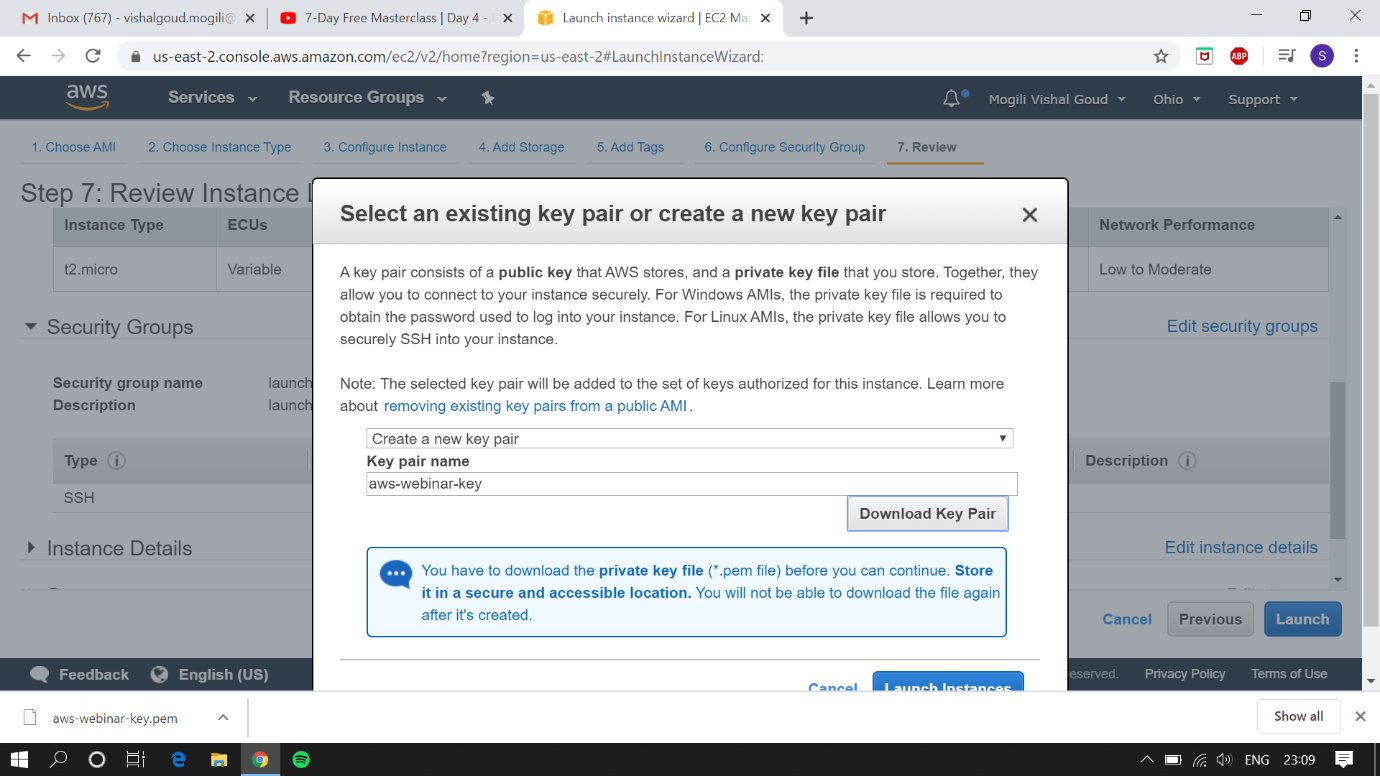 Inbox (767) - vishalgoud.mogili@
7-Day Free Masterclass | Day 4 -
Launch instance wizard | EC2 Mar
us-east-2.console.aws.amazon.com/ec2/v2/home?region=us-east-2#LaunchInstanceWizard:
ABP
S
aws
Services
Resource Groups
Mogili Vishal Goud
Ohio
Support
1. Choose AMI
2. Choose Instance Type
3. Configure Instance
4. Add Storage
5. Add Tags
6. Configure Security Group
7. Review
Step 7: Review Instance L
Instance Type
ECUs
Network Performance
t2.micro
Variable
Low to Moderate
Security Groups
Edit security groups
Security group name
launch
Description
launch
Type
Description
SSH
Instance Details
Edit instance details
Select an existing key pair or create a new key pair
A key pair consists of a public key that AWS stores, and a private key file that you store. Together, they
allow you to connect to your instance securely. For Windows AMIs, the private key file is required to
obtain the password used to log into your instance. For Linux AMIs, the private key file allows you to
securely SSH into your instance.
Note: The selected key pair will be added to the set of keys authorized for this instance. Learn more
about removing existing key pairs from a public AMI .
Create a new key pair
Key pair name
aws-webinar-key
Download Key Pair
You have to download the private key file (*.pem file) before you can continue. Store
it in a secure and accessible location. You will not be able to download the file again
after it's created.
Cancel
Launch Instances
Cancel
Previous
Launch
Feedback
English (US)
eserved.
Privacy Policy
Terms of Use
aws-webinar-key.pem
Show all
ENG
23:09